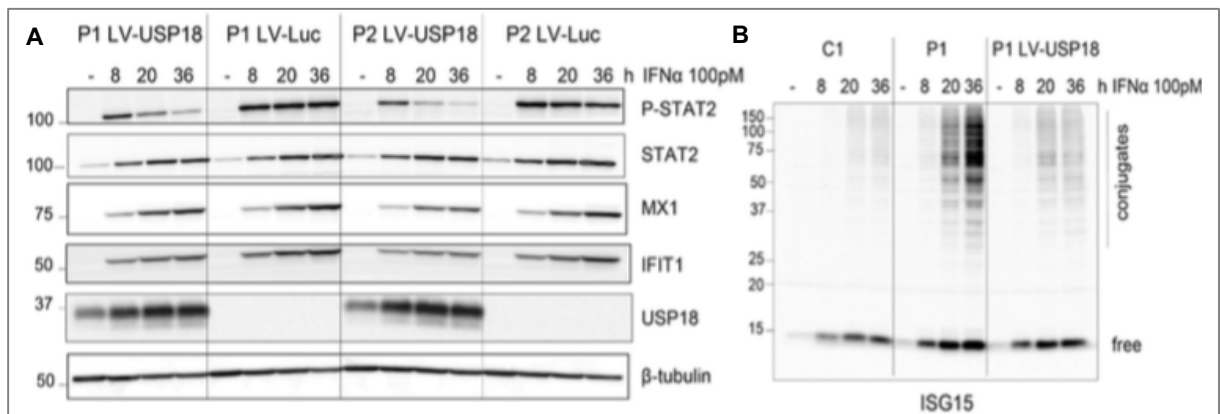 A
P1 LV-USP18 P1 LV-Luc P2 LV-USP18 P2 LV-Luc
- 8 20 36 - 8 20 36 - 8 20 36 - 8 20 36 h IFNα 100pM
100 P-STAT2
100 STAT2
75 MX1
50 IFIT1
37 USP18
50 β-tubulin
B
C1 P1 P1 LV-USP18
- 8 20 36 - 8 20 36 - 8 20 36 h IFNα 100pM
150
100
75
50
37
25
20
15
conjugates
free
ISG15